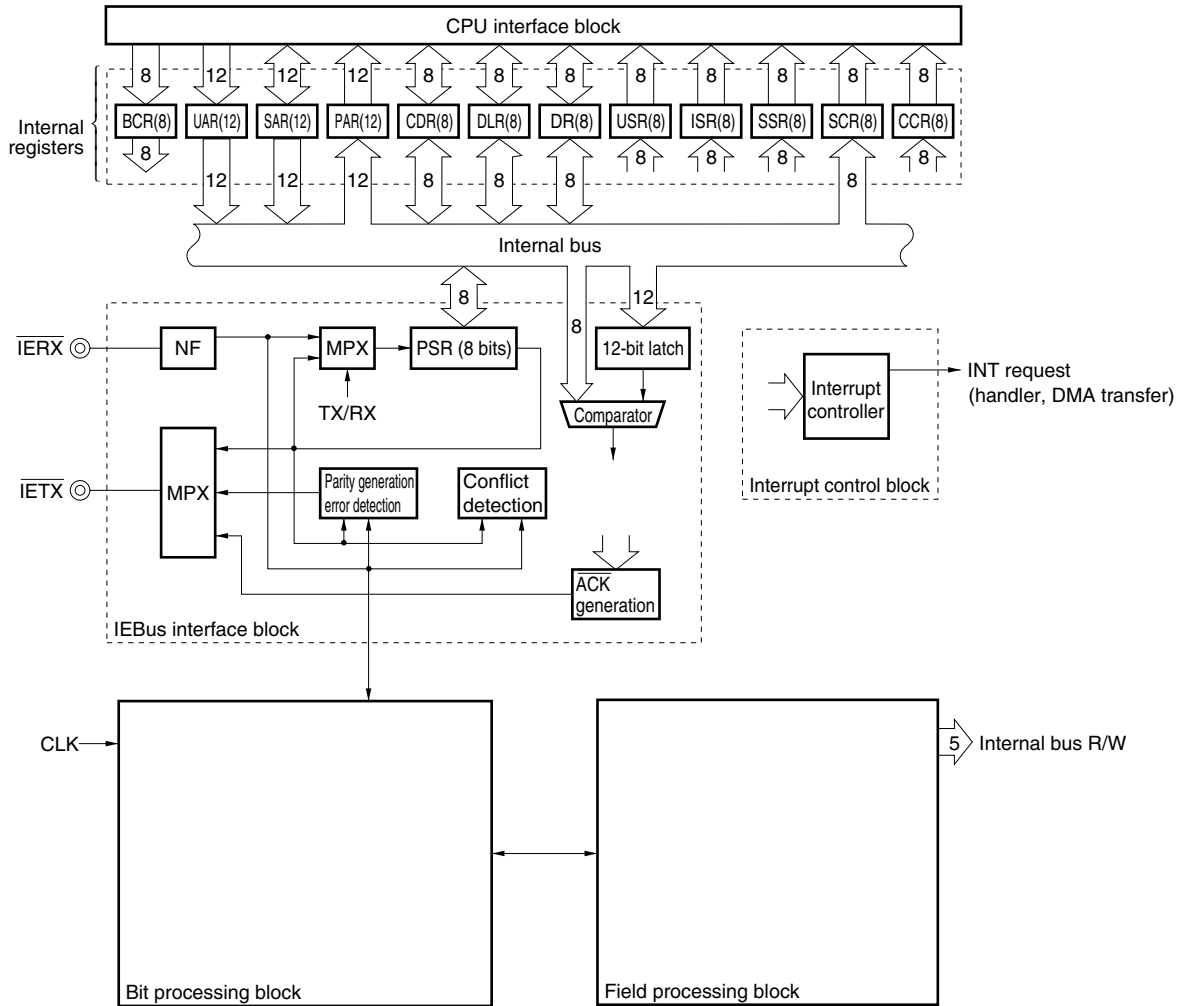 CPU interface block
8 12 12 12 8 8 8 8 8 8 8 8
Internal
registers
BCR(8) UAR(12) SAR(12) PAR(12) CDR(8) DLR(8) DR(8) USR(8) ISR(8) SSR(8) SCR(8) CCR(8)
8 8 8 8 8
12 12 12 8 8 8 8
Internal bus
8 8 12
IERX NF MPX PSR (8 bits) 12-bit latch
TX/RX
Comparator
Interrupt
controller
INT request
(handler, DMA transfer)
Interrupt control block
IETX MPX
Parity generation
error detection
Conflict
detection
ACK
generation
IEBus interface block
CLK
5 Internal bus R/W
Bit processing block
Field processing block